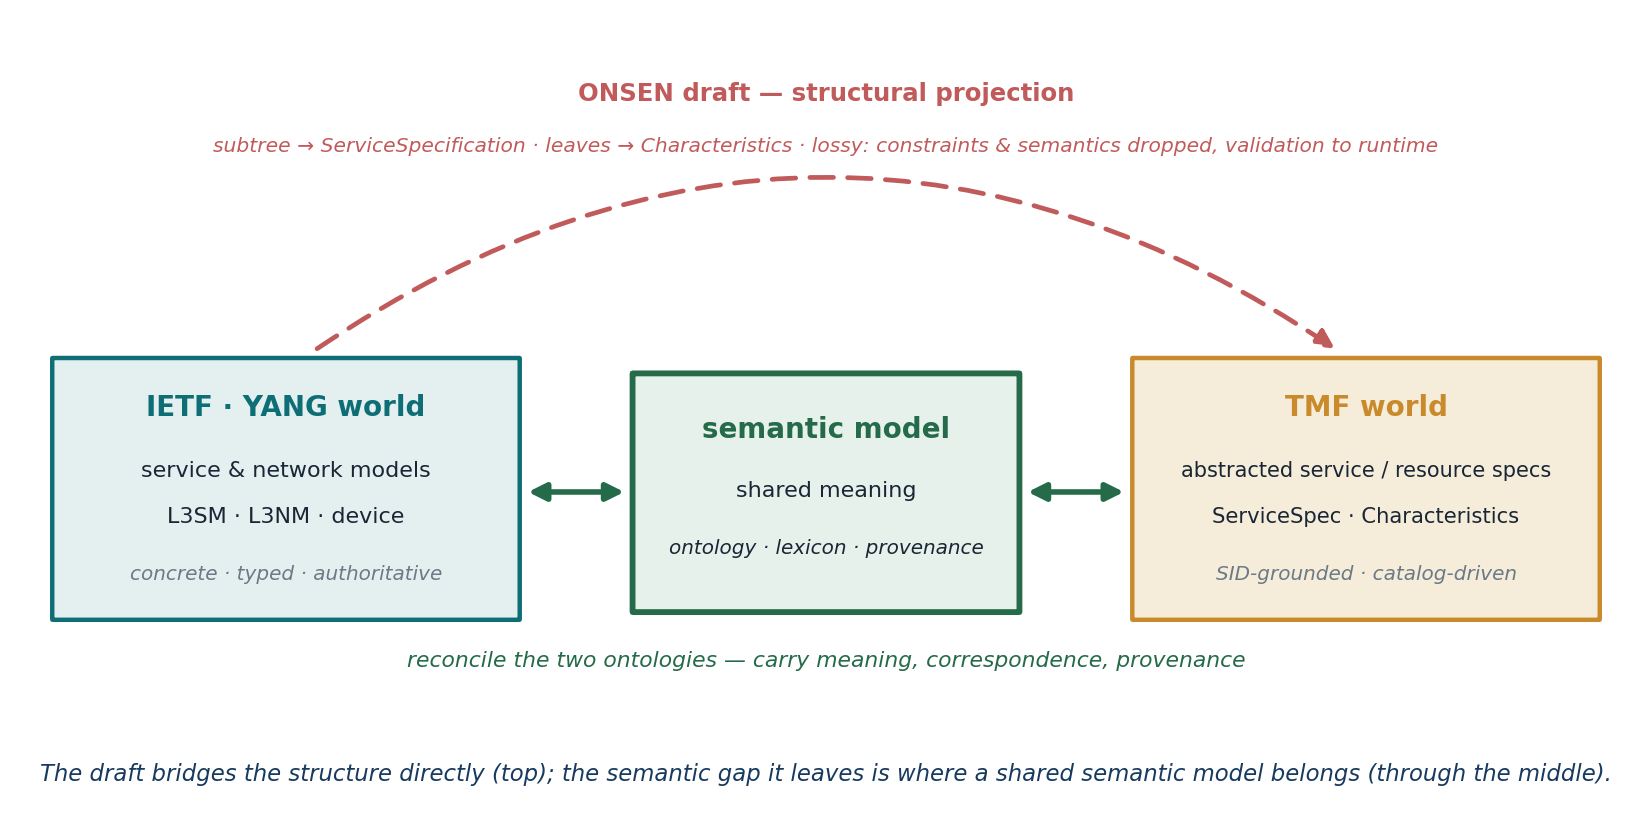 ONSEN draft — structural projection
subtree → ServiceSpecification · leaves → Characteristics · lossy: constraints & semantics dropped, validation to runtime
IETF · YANG world
service & network models
L3SM · L3NM · device
concrete · typed · authoritative
semantic model
shared meaning
ontology · lexicon · provenance
TMF world
abstracted service / resource specs
ServiceSpec · Characteristics
SID-grounded · catalog-driven
reconcile the two ontologies — carry meaning, correspondence, provenance
The draft bridges the structure directly (top); the semantic gap it leaves is where a shared semantic model belongs (through the middle).